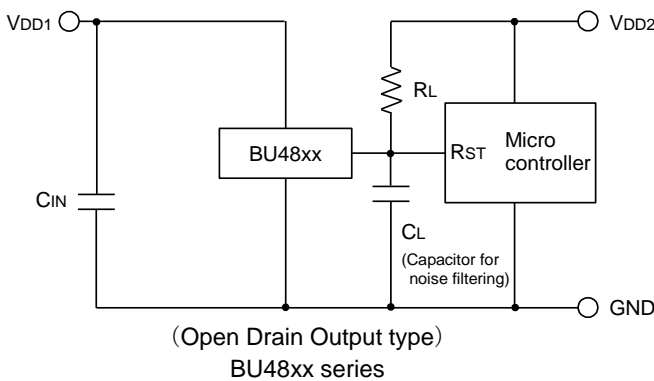 VDD1
VDD2
RL
BU48xx
RST
Micro
controller
CIN
CL
(Capacitor for
noise filtering)
GND
（Open Drain Output type）
BU48xx series